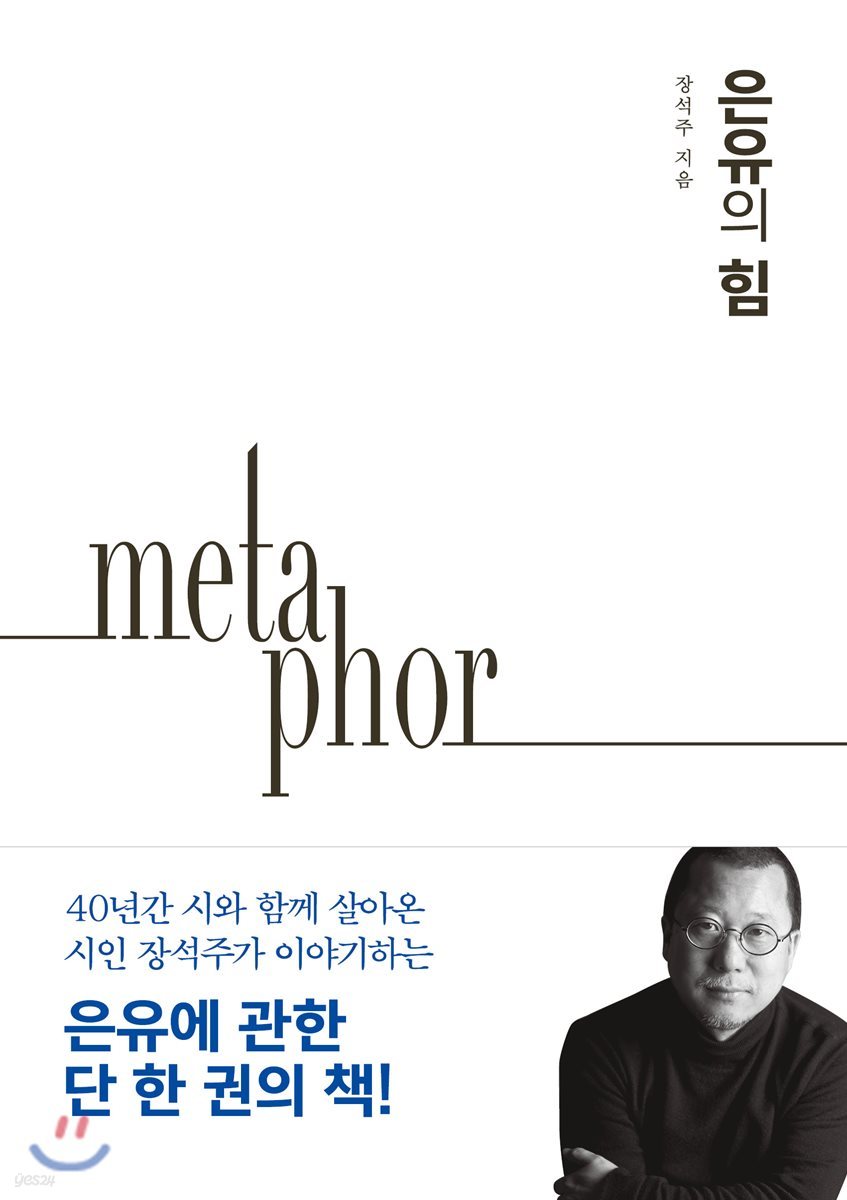 은유의 힘
장석주 지음
meta
phor
40년간 시와 함께 살아온
시인 장석주가 이야기하는
은유에 관한
단 한 권의 책!
yes24